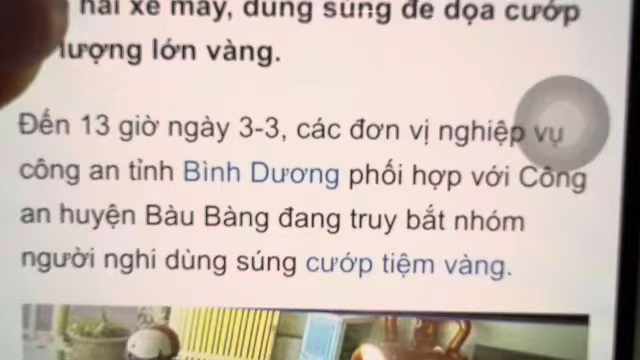 hai xe máy, dùng súng đe dọa cướp
lượng lớn vàng.
Đến 13 giờ ngày 3-3, các đơn vị nghiệp vụ
công an tỉnh Bình Dương phối hợp với Công
an huyện Bàu Bàng đang truy bắt nhóm
người nghi dùng súng cướp tiệm vàng.